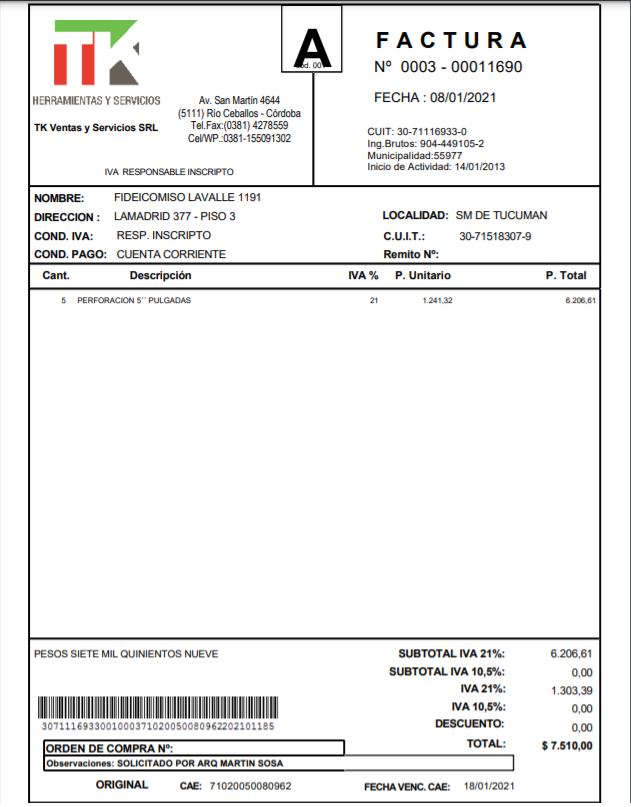 TK
HERRAMIENTAS Y SERVICIOS
TK Ventas y Servicios SRL
Av. San Martín 4644
(5111) Río Ceballos - Córdoba
Tel.Fax:(0381) 4278559
Cel/WP.:0381-155091302
IVA RESPONSABLE INSCRIPTO
A
cod. 00
FACTURA
Nº 0003 - 00011690
FECHA : 08/01/2021
CUIT: 30-71116933-0
Ing.Brutos: 904-449105-2
Municipalidad:55977
Inicio de Actividad: 14/01/2013
NOMBRE: FIDEICOMISO LAVALLE 1191
DIRECCION : LAMADRID 377 - PISO 3 LOCALIDAD: SM DE TUCUMAN
COND. IVA: RESP. INSCRIPTO C.U.I.T.: 30-71518307-9
COND. PAGO: CUENTA CORRIENTE Remito Nº:
Cant. Descripción IVA % P. Unitario P. Total
5 PERFORACION 5´´ PULGADAS 21 1.241,32 6.206,61
PESOS SIETE MIL QUINIENTOS NUEVE
SUBTOTAL IVA 21%: 6.206,61
SUBTOTAL IVA 10,5%: 0,00
IVA 21%: 1.303,39
IVA 10,5%: 0,00
DESCUENTO: 0,00
TOTAL: $ 7.510,00
3071116933001000371020050080962202101185
ORDEN DE COMPRA Nº:
Observaciones: SOLICITADO POR ARQ MARTIN SOSA
ORIGINAL CAE: 71020050080962 FECHA VENC. CAE: 18/01/2021